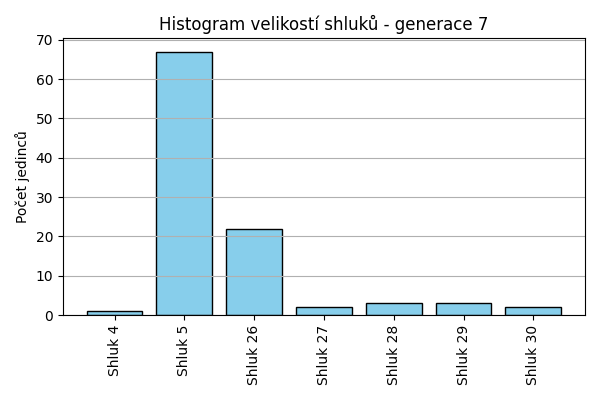 Histogram velikostí shluků - generace 7
Počet jedinců
70
60
50
40
30
20
10
0
Shluk 4
Shluk 5
Shluk 26
Shluk 27
Shluk 28
Shluk 29
Shluk 30